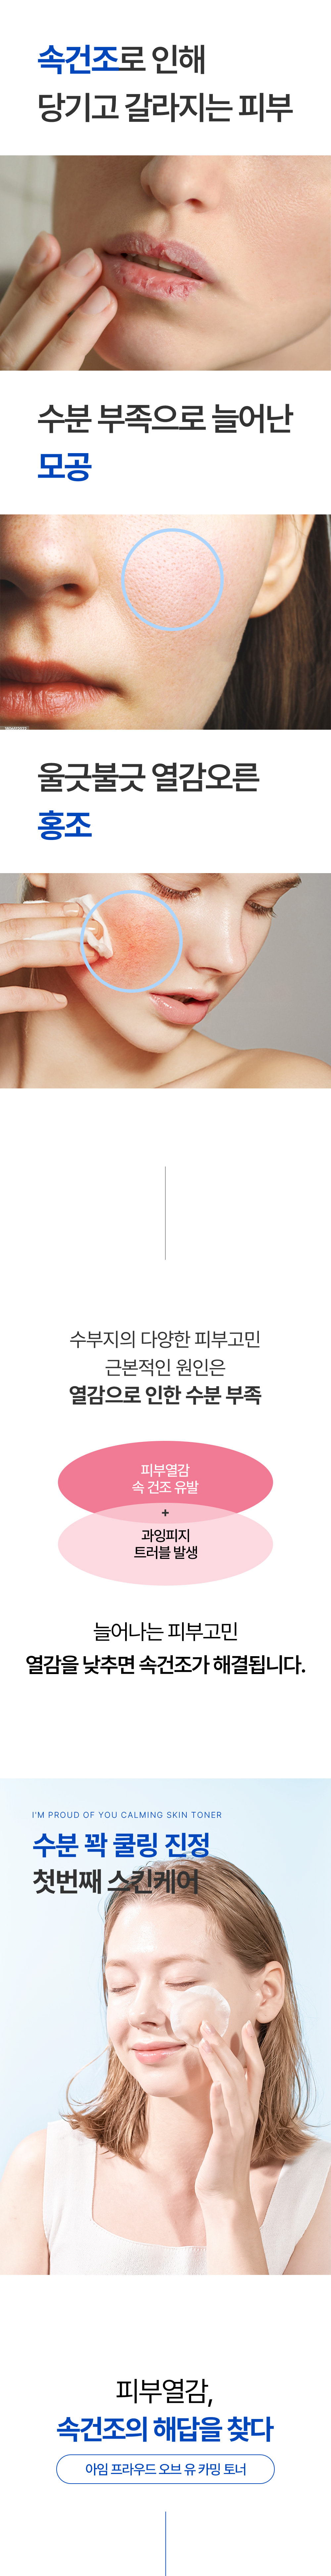 속건조로 인해
당기고 갈라지는 피부
수분 부족으로 늘어난
모공
울긋불긋 열감오른
홍조
수부지의 다양한 피부고민
근본적인 원인은
열감으로 인한 수분 부족
피부열감
속 건조 유발
+
과잉피지
트러블 발생
늘어나는 피부고민
열감을 낮추면 속건조가 해결됩니다.
I'M PROUD OF YOU CALMING SKIN TONER
수분 꽉 쿨링 진정
첫번째 스킨케어
피부열감,
속건조의 해답을 찾다
아임 프라우드 오브 유 카밍 토너